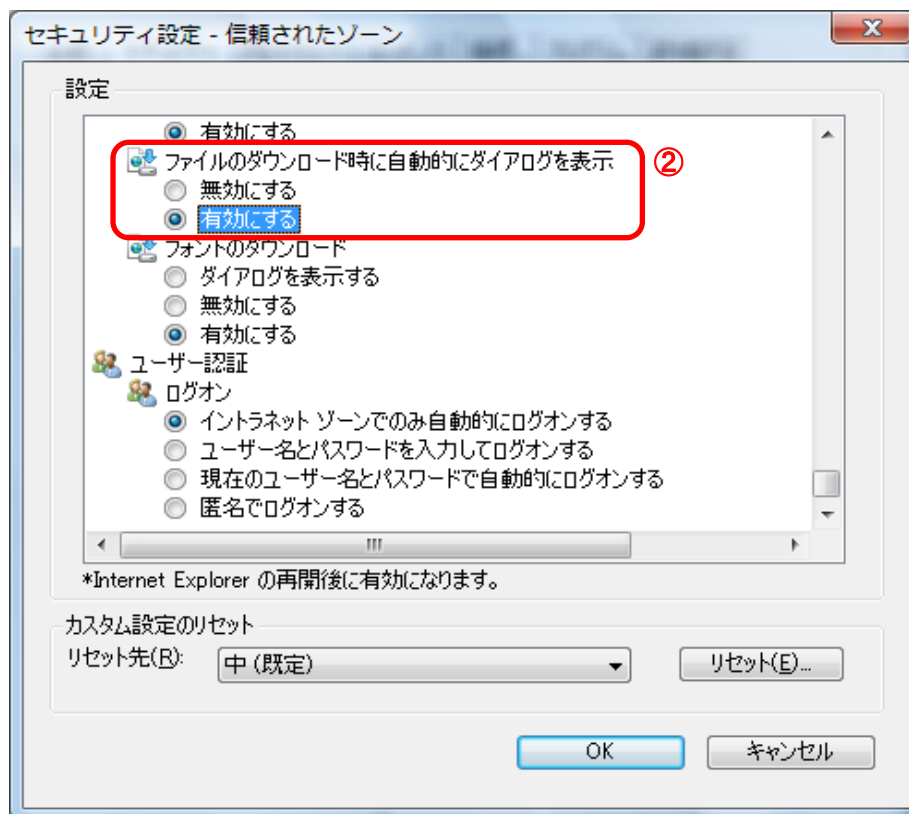 セキュリティ設定 - 信頼されたゾーン
設定
有効にする
ファイルのダウンロード時に自動的にダイアログを表示
②
無効にする
有効にする
フォントのダウンロード
ダイアログを表示する
無効にする
有効にする
ユーザー認証
ログオン
イントラネット ゾーンでのみ自動的にログオンする
ユーザー名とパスワードを入力してログオンする
現在のユーザー名とパスワードで自動的にログオンする
匿名でログオンする
*Internet Explorer の再開後に有効になります。
カスタム設定のリセット
リセット先(R):
中 (既定)
リセット(E)...
OK
キャンセル